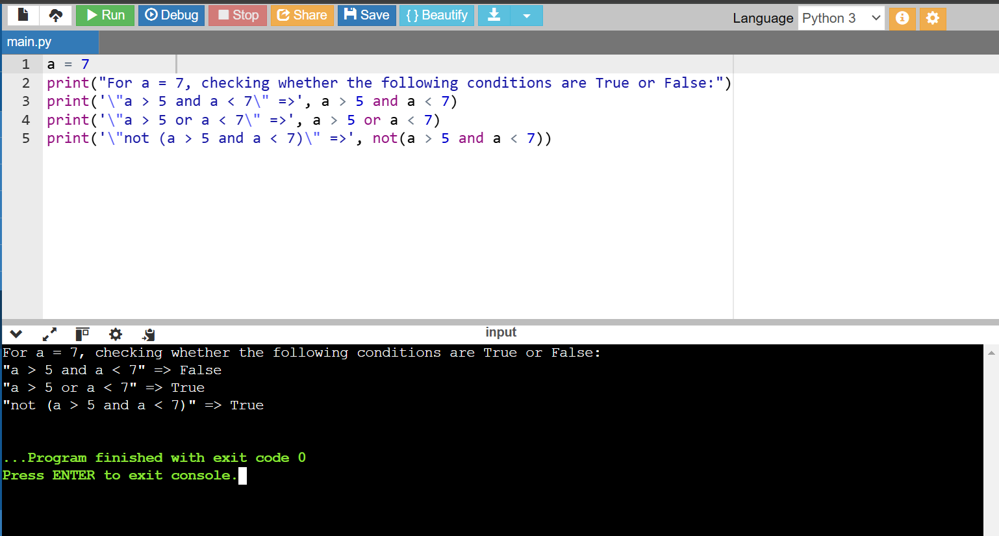 Run Debug Stop Share Save { } Beautify Language Python 3
main.py
1 a = 7
2 print("For a = 7, checking whether the following conditions are True or False:")
3 print('\"a > 5 and a < 7\" =>', a > 5 and a < 7)
4 print('\"a > 5 or a < 7\" =>', a > 5 or a < 7)
5 print('\"not (a > 5 and a < 7)\" =>', not(a > 5 and a < 7))
input
For a = 7, checking whether the following conditions are True or False:
"a > 5 and a < 7" => False
"a > 5 or a < 7" => True
"not (a > 5 and a < 7)" => True
...Program finished with exit code 0
Press ENTER to exit console.